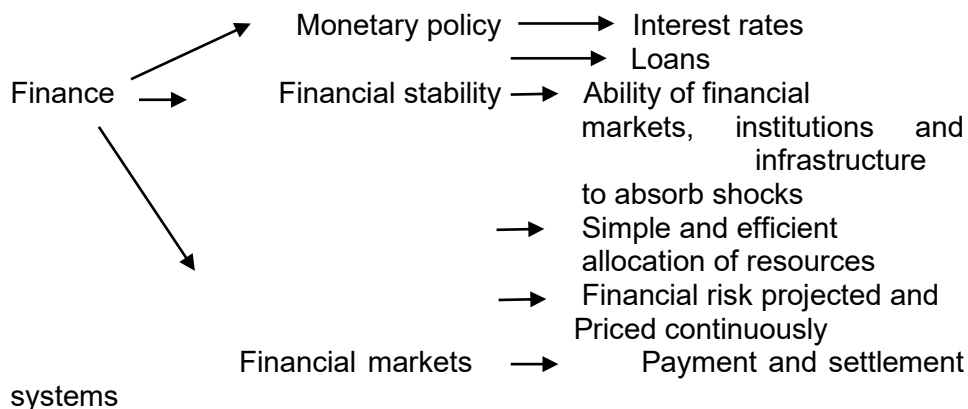 Monetary policy Interest rates
Loans
Finance Financial stability Ability of financial
markets, institutions and
infrastructure
to absorb shocks
Simple and efficient
allocation of resources
Financial risk projected and
Priced continuously
Financial markets Payment and settlement
systems